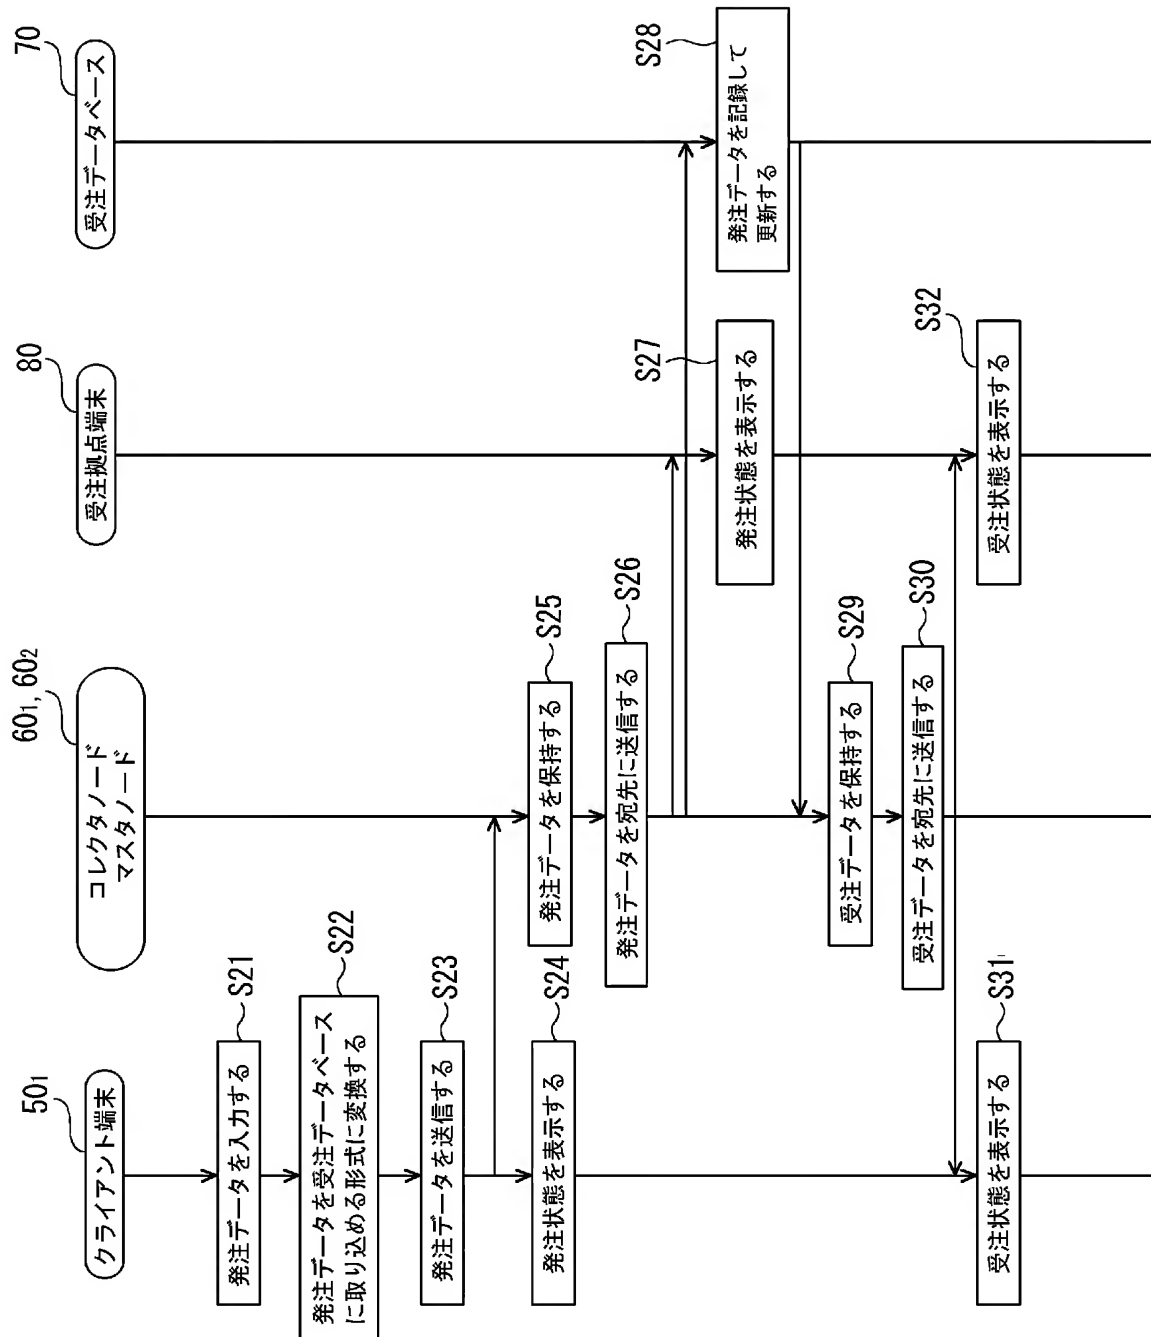 50₁
クライアント端末
60₁, 60₂
コレクタノード
マスタノード
80
受注拠点端末
70
受注データベース
S21
発注データを入力する
S22
発注データを受注データベース
に取り込める形式に変換する
S23
発注データを送信する
S24
発注状態を表示する
S25
発注データを保持する
S26
発注データを宛先に送信する
S27
発注状態を表示する
S28
発注データを記録して
更新する
S29
受注データを保持する
S30
受注データを宛先に送信する
S31
受注状態を表示する
S32
受注状態を表示する